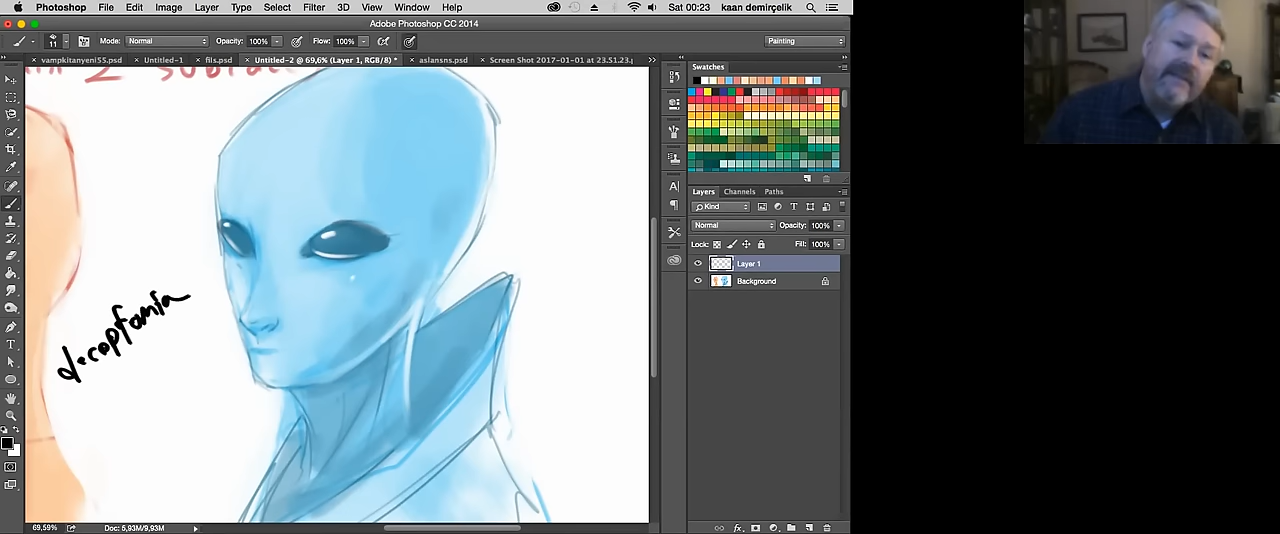 Photoshop File Edit Image Layer Type Select Filter 3D View Window Help Sat 00:23 kaan demirçelik
Adobe Photoshop CC 2014
11 Mode: Normal Opacity: 100% Flow: 100% Painting
vampkitanyeni55.psd Untitled-1 fils.psd Untitled-2 @ 69,6% (Layer 1, RGB/8) * aslansns.psd Screen Shot 2017-01-01 at 23.51.23.p
Swatches
2
Layers Channels Paths
Kind
Normal Opacity: 100%
Lock: Fill: 100%
Layer 1
Background
69,59% Doc: 5,93M/9,93M